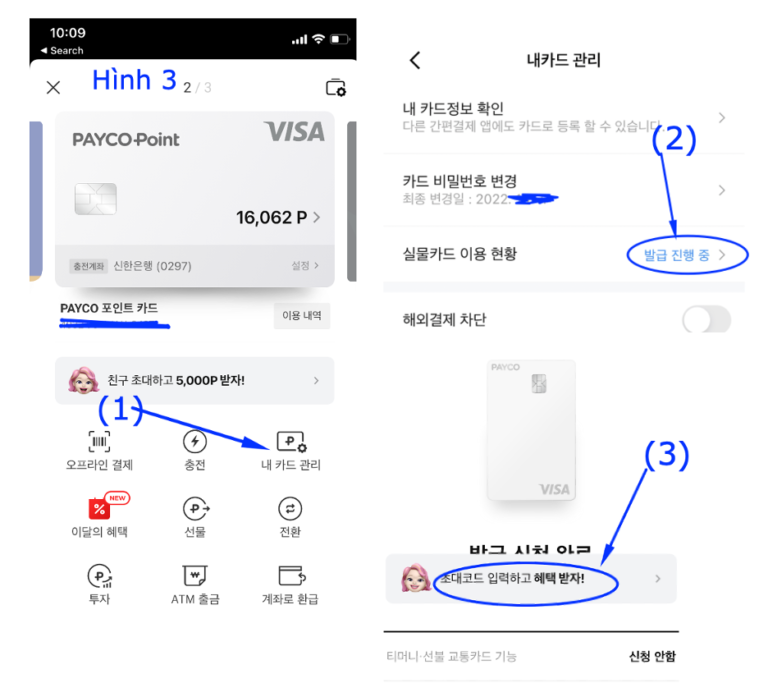 10:09
◀ Search
Hình 3
2 / 3
PAYCO Point
VISA
16,062 P >
충전계좌 신한은행 (0297)
설정 >
PAYCO 포인트 카드
이용 내역
친구 초대하고 5,000P 받자!
(1)
오프라인 결제
충전
내 카드 관리
NEW
이달의 혜택
선물
전환
투자
ATM 출금
계좌로 환급
내카드 관리
내 카드정보 확인
다른 간편결제 앱에도 카드로 등록 할 수 있습니다.
(2)
카드 비밀번호 변경
최종 변경일 : 2022.
실물카드 이용 현황
발급 진행 중 >
해외결제 차단
PAYCO
VISA
(3)
발급 신청 완료
초대코드 입력하고 혜택 받자!
티머니·선불 교통카드 기능
신청 안함